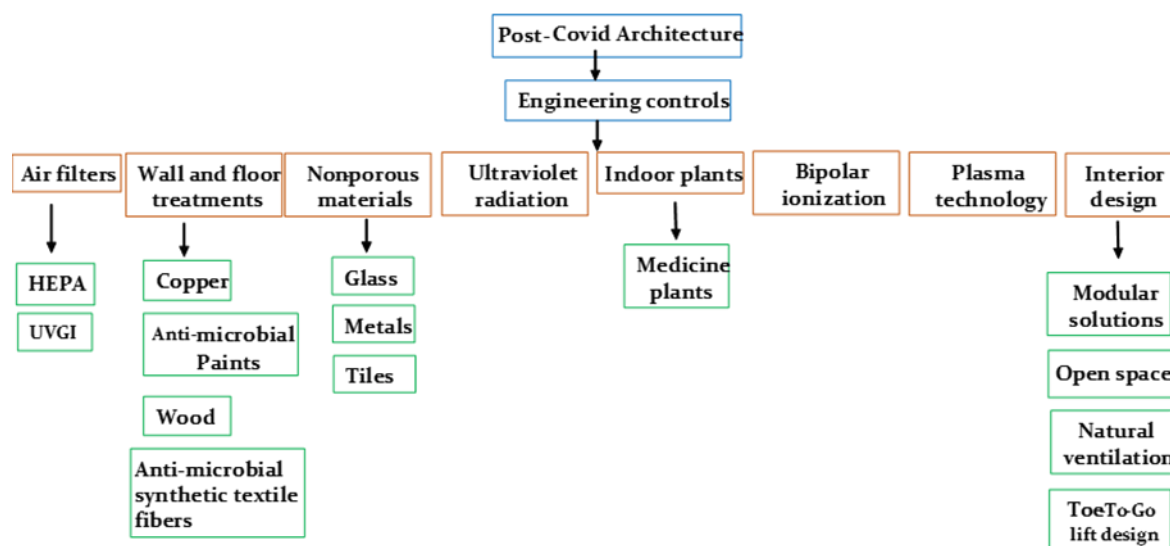 Post-Covid Architecture
Engineering controls
Air filters
Wall and floor
treatments
Nonporous
materials
Ultraviolet
radiation
Indoor plants
Bipolar
ionization
Plasma
technology
Interior
design
HEPA
UVGI
Copper
Anti-microbial
Paints
Wood
Anti-microbial
synthetic textile
fibers
Glass
Metals
Tiles
Medicine
plants
Modular
solutions
Open space
Natural
ventilation
ToeTo-Go
lift design